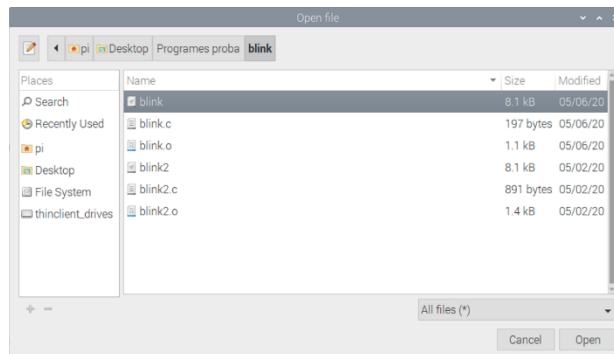 Open file
pi Desktop Programes proba blink
Places Name Size Modified
Search blink 8.1 kB 05/06/20
Recently Used blink.c 197 bytes 05/06/20
pi blink.o 1.1 kB 05/06/20
Desktop blink2 8.1 kB 05/02/20
File System blink2.c 891 bytes 05/02/20
thinclient_drives blink2.o 1.4 kB 05/02/20
All files (*)
Cancel Open